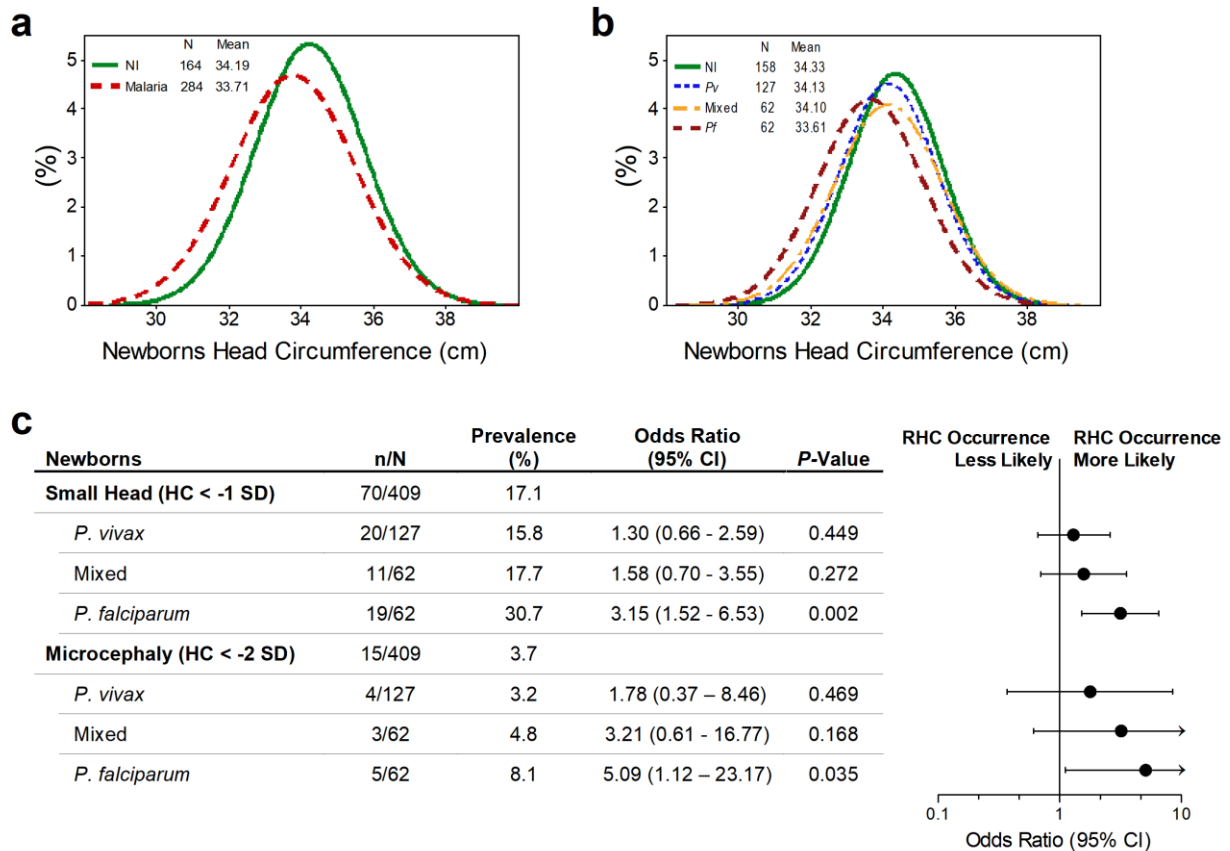 a
N Mean
NI 164 34.19
Malaria 284 33.71
5
4
3
2
1
0
(%)
30 32 34 36 38
Newborns Head Circumference (cm)
b
N Mean
NI 158 34.33
Pv 127 34.13
Mixed 62 34.10
Pf 62 33.61
5
4
3
2
1
0
(%)
30 32 34 36 38
Newborns Head Circumference (cm)
c
Newborns n/N Prevalence (%) Odds Ratio (95% CI) P-Value
Small Head (HC < -1 SD) 70/409 17.1
P. vivax 20/127 15.8 1.30 (0.66 - 2.59) 0.449
Mixed 11/62 17.7 1.58 (0.70 - 3.55) 0.272
P. falciparum 19/62 30.7 3.15 (1.52 - 6.53) 0.002
Microcephaly (HC < -2 SD) 15/409 3.7
P. vivax 4/127 3.2 1.78 (0.37 – 8.46) 0.469
Mixed 3/62 4.8 3.21 (0.61 - 16.77) 0.168
P. falciparum 5/62 8.1 5.09 (1.12 – 23.17) 0.035
RHC Occurrence
Less Likely
RHC Occurrence
More Likely
0.1 1 10
Odds Ratio (95% CI)